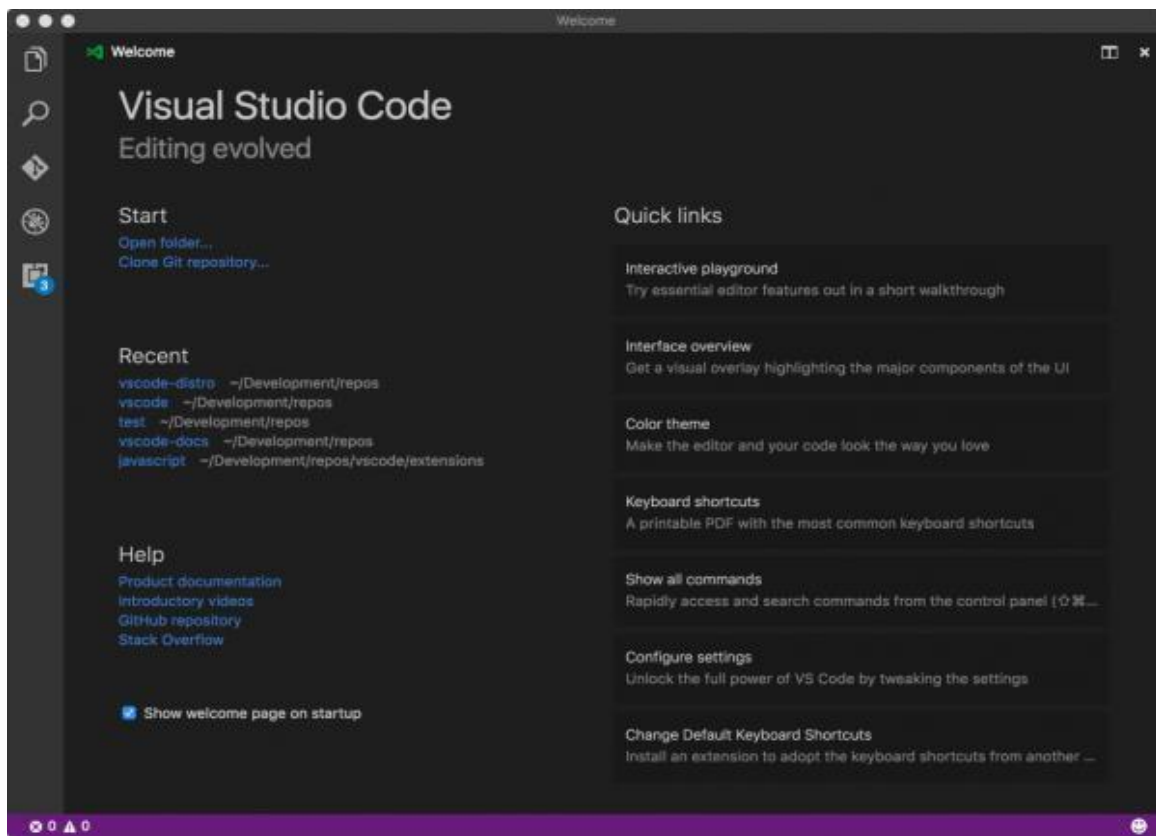 Welcome
Welcome
Visual Studio Code
Editing evolved
Start
Open folder...
Clone Git repository...
3
Recent
vscode-distro ~/Development/repos
vscode ~/Development/repos
test ~/Development/repos
vscode-docs ~/Development/repos
javascript ~/Development/repos/vscode/extensions
Help
Product documentation
Introductory videos
GitHub repository
Stack Overflow
Show welcome page on startup
Quick links
Interactive playground
Try essential editor features out in a short walkthrough
Interface overview
Get a visual overlay highlighting the major components of the UI
Color theme
Make the editor and your code look the way you love
Keyboard shortcuts
A printable PDF with the most common keyboard shortcuts
Show all commands
Rapidly access and search commands from the control panel (⇧⌘...
Configure settings
Unlock the full power of VS Code by tweaking the settings
Change Default Keyboard Shortcuts
Install an extension to adopt the keyboard shortcuts from another ...
0 0